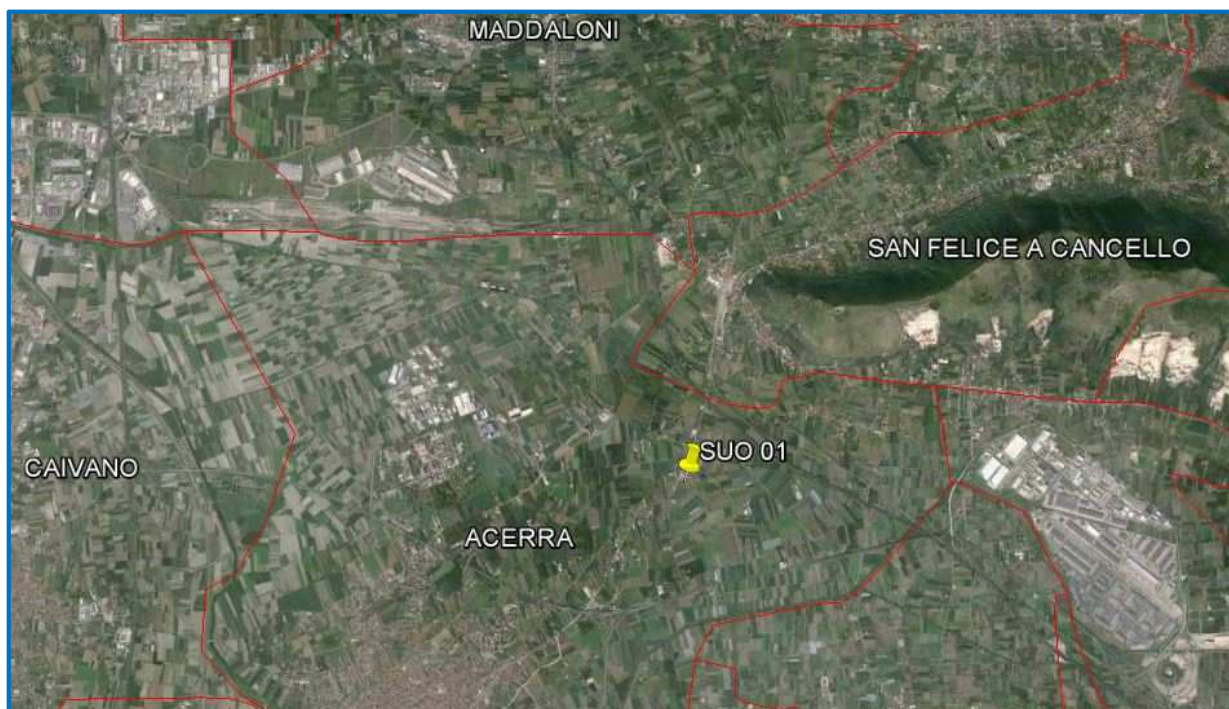 MADDALONI
SAN FELICE A CANCELLO
SUO 01
CAIVANO
ACERRA